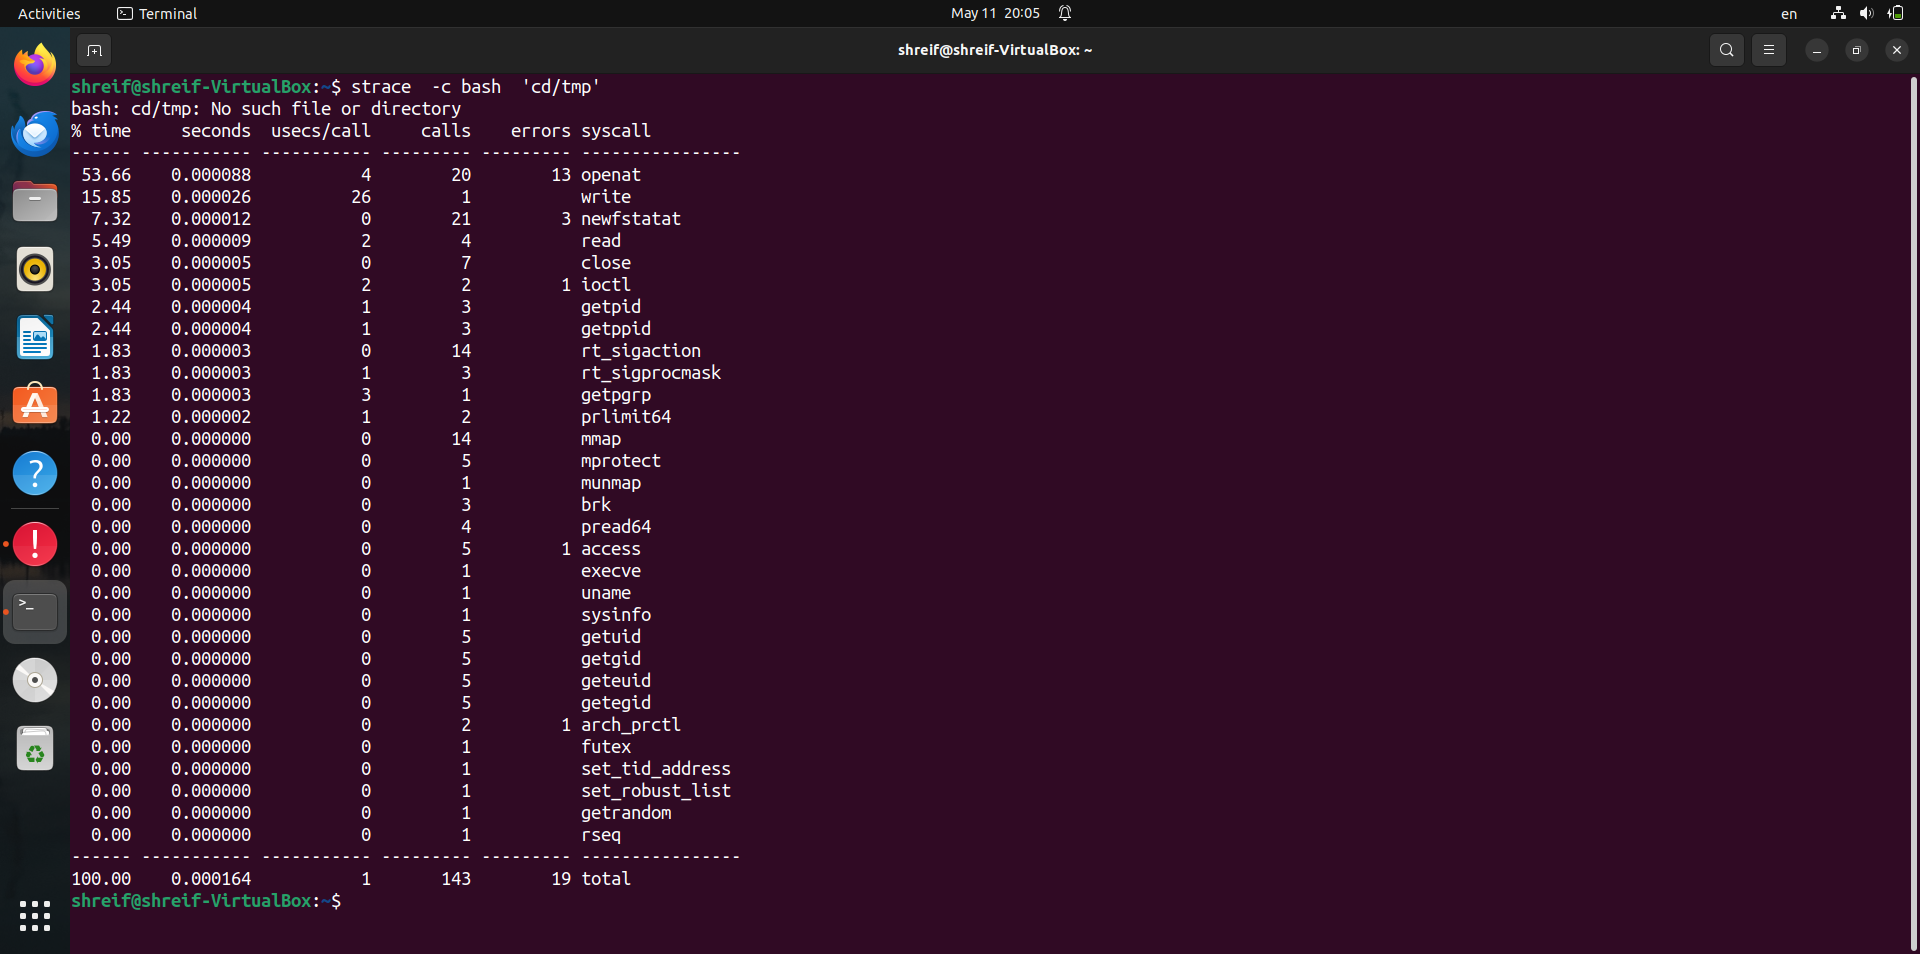 Activities Terminal May 11 20:05 en
shreif@shreif-VirtualBox: ~
shreif@shreif-VirtualBox:~$ strace  -c bash  'cd/tmp'
bash: cd/tmp: No such file or directory
% time     seconds  usecs/call     calls    errors syscall
------ ----------- ----------- --------- --------- ----------------
 53.66    0.000088           4        20        13 openat
 15.85    0.000026          26         1           write
  7.32    0.000012           0        21         3 newfstatat
  5.49    0.000009           2         4           read
  3.05    0.000005           0         7           close
  3.05    0.000005           2         2         1 ioctl
  2.44    0.000004           1         3           getpid
  2.44    0.000004           1         3           getppid
  1.83    0.000003           0        14           rt_sigaction
  1.83    0.000003           1         3           rt_sigprocmask
  1.83    0.000003           3         1           getpgrp
  1.22    0.000002           1         2           prlimit64
  0.00    0.000000           0        14           mmap
  0.00    0.000000           0         5           mprotect
  0.00    0.000000           0         1           munmap
  0.00    0.000000           0         3           brk
  0.00    0.000000           0         4           pread64
  0.00    0.000000           0         5         1 access
  0.00    0.000000           0         1           execve
  0.00    0.000000           0         1           uname
  0.00    0.000000           0         1           sysinfo
  0.00    0.000000           0         5           getuid
  0.00    0.000000           0         5           getgid
  0.00    0.000000           0         5           geteuid
  0.00    0.000000           0         5           getegid
  0.00    0.000000           0         2         1 arch_prctl
  0.00    0.000000           0         1           futex
  0.00    0.000000           0         1           set_tid_address
  0.00    0.000000           0         1           set_robust_list
  0.00    0.000000           0         1           getrandom
  0.00    0.000000           0         1           rseq
------ ----------- ----------- --------- --------- ----------------
100.00    0.000164           1       143        19 total
shreif@shreif-VirtualBox:~$